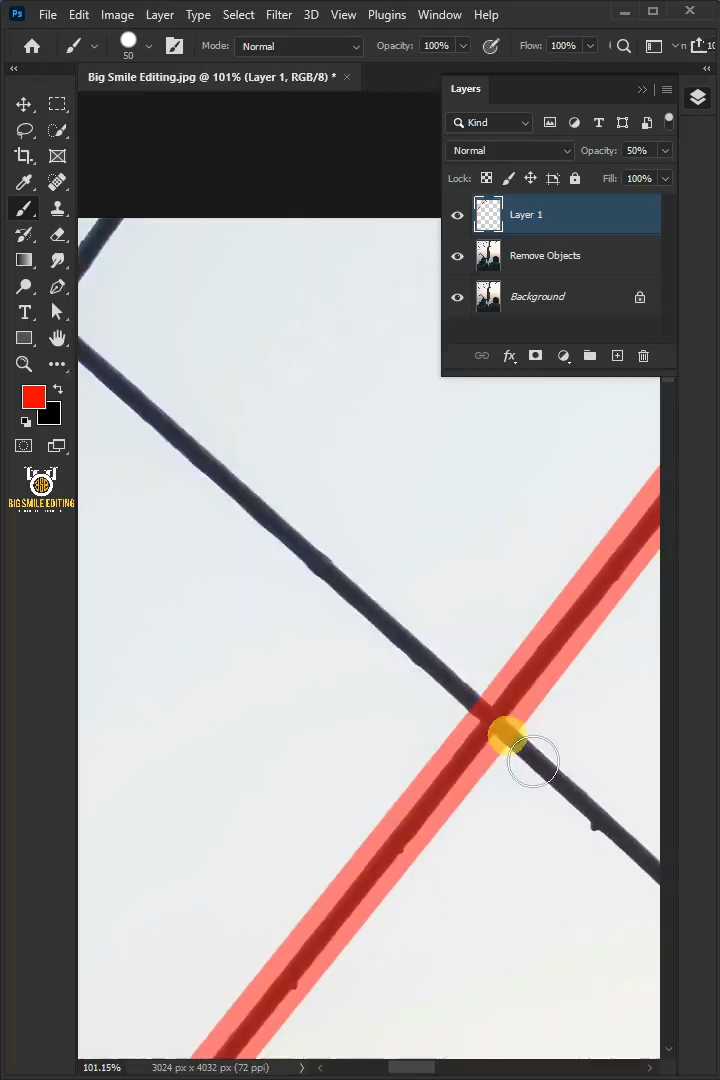 Ps File Edit Image Layer Type Select Filter 3D View Plugins Window Help
50 Mode: Normal Opacity: 100% Flow: 100%
Big Smile Editing.jpg @ 101% (Layer 1, RGB/8) * ×
Layers
Kind
Normal Opacity: 50%
Lock: Fill: 100%
Layer 1
Remove Objects
Background
fx
BIG SMILE EDITING
101.15% 3024 px x 4032 px (72 ppi)